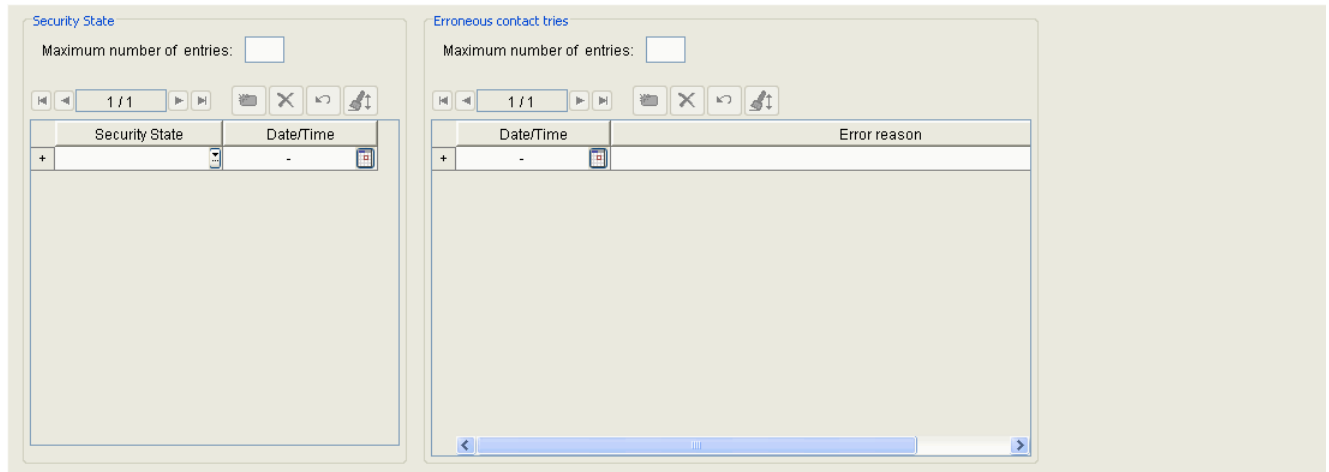 Security State
Maximum number of entries:
1 / 1
Security State Date/Time
+ -
Erroneous contact tries
Maximum number of entries:
1 / 1
Date/Time Error reason
+ -